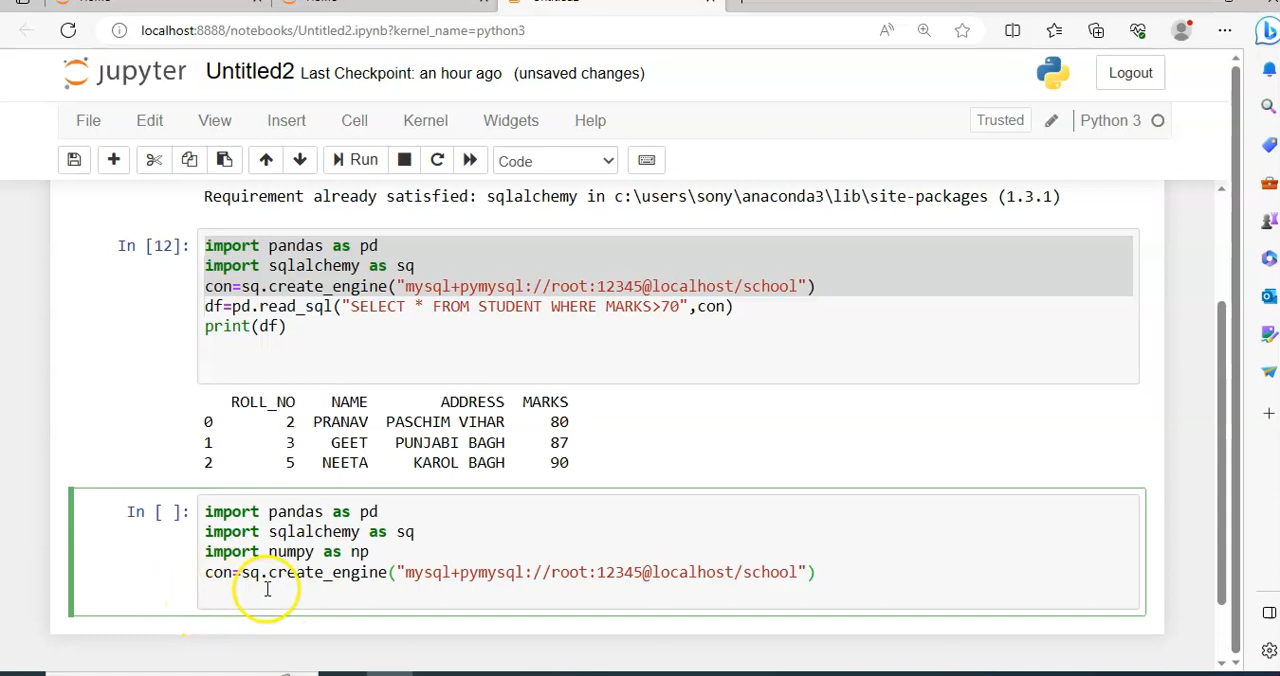 localhost:8888/notebooks/Untitled2.ipynb?kernel_name=python3
jupyter Untitled2 Last Checkpoint: an hour ago (unsaved changes)
Logout
File Edit View Insert Cell Kernel Widgets Help
Trusted Python 3
Run Code
Requirement already satisfied: sqlalchemy in c:\users\sony\anaconda3\lib\site-packages (1.3.1)
In [12]: import pandas as pd
import sqlalchemy as sq
con=sq.create_engine("mysql+pymysql://root:12345@localhost/school")
df=pd.read_sql("SELECT * FROM STUDENT WHERE MARKS>70",con)
print(df)
ROLL_NO NAME ADDRESS MARKS
0 2 PRANAV PASCHIM VIHAR 80
1 3 GEET PUNJABI BAGH 87
2 5 NEETA KAROL BAGH 90
In [ ]: import pandas as pd
import sqlalchemy as sq
import numpy as np
con=sq.create_engine("mysql+pymysql://root:12345@localhost/school")